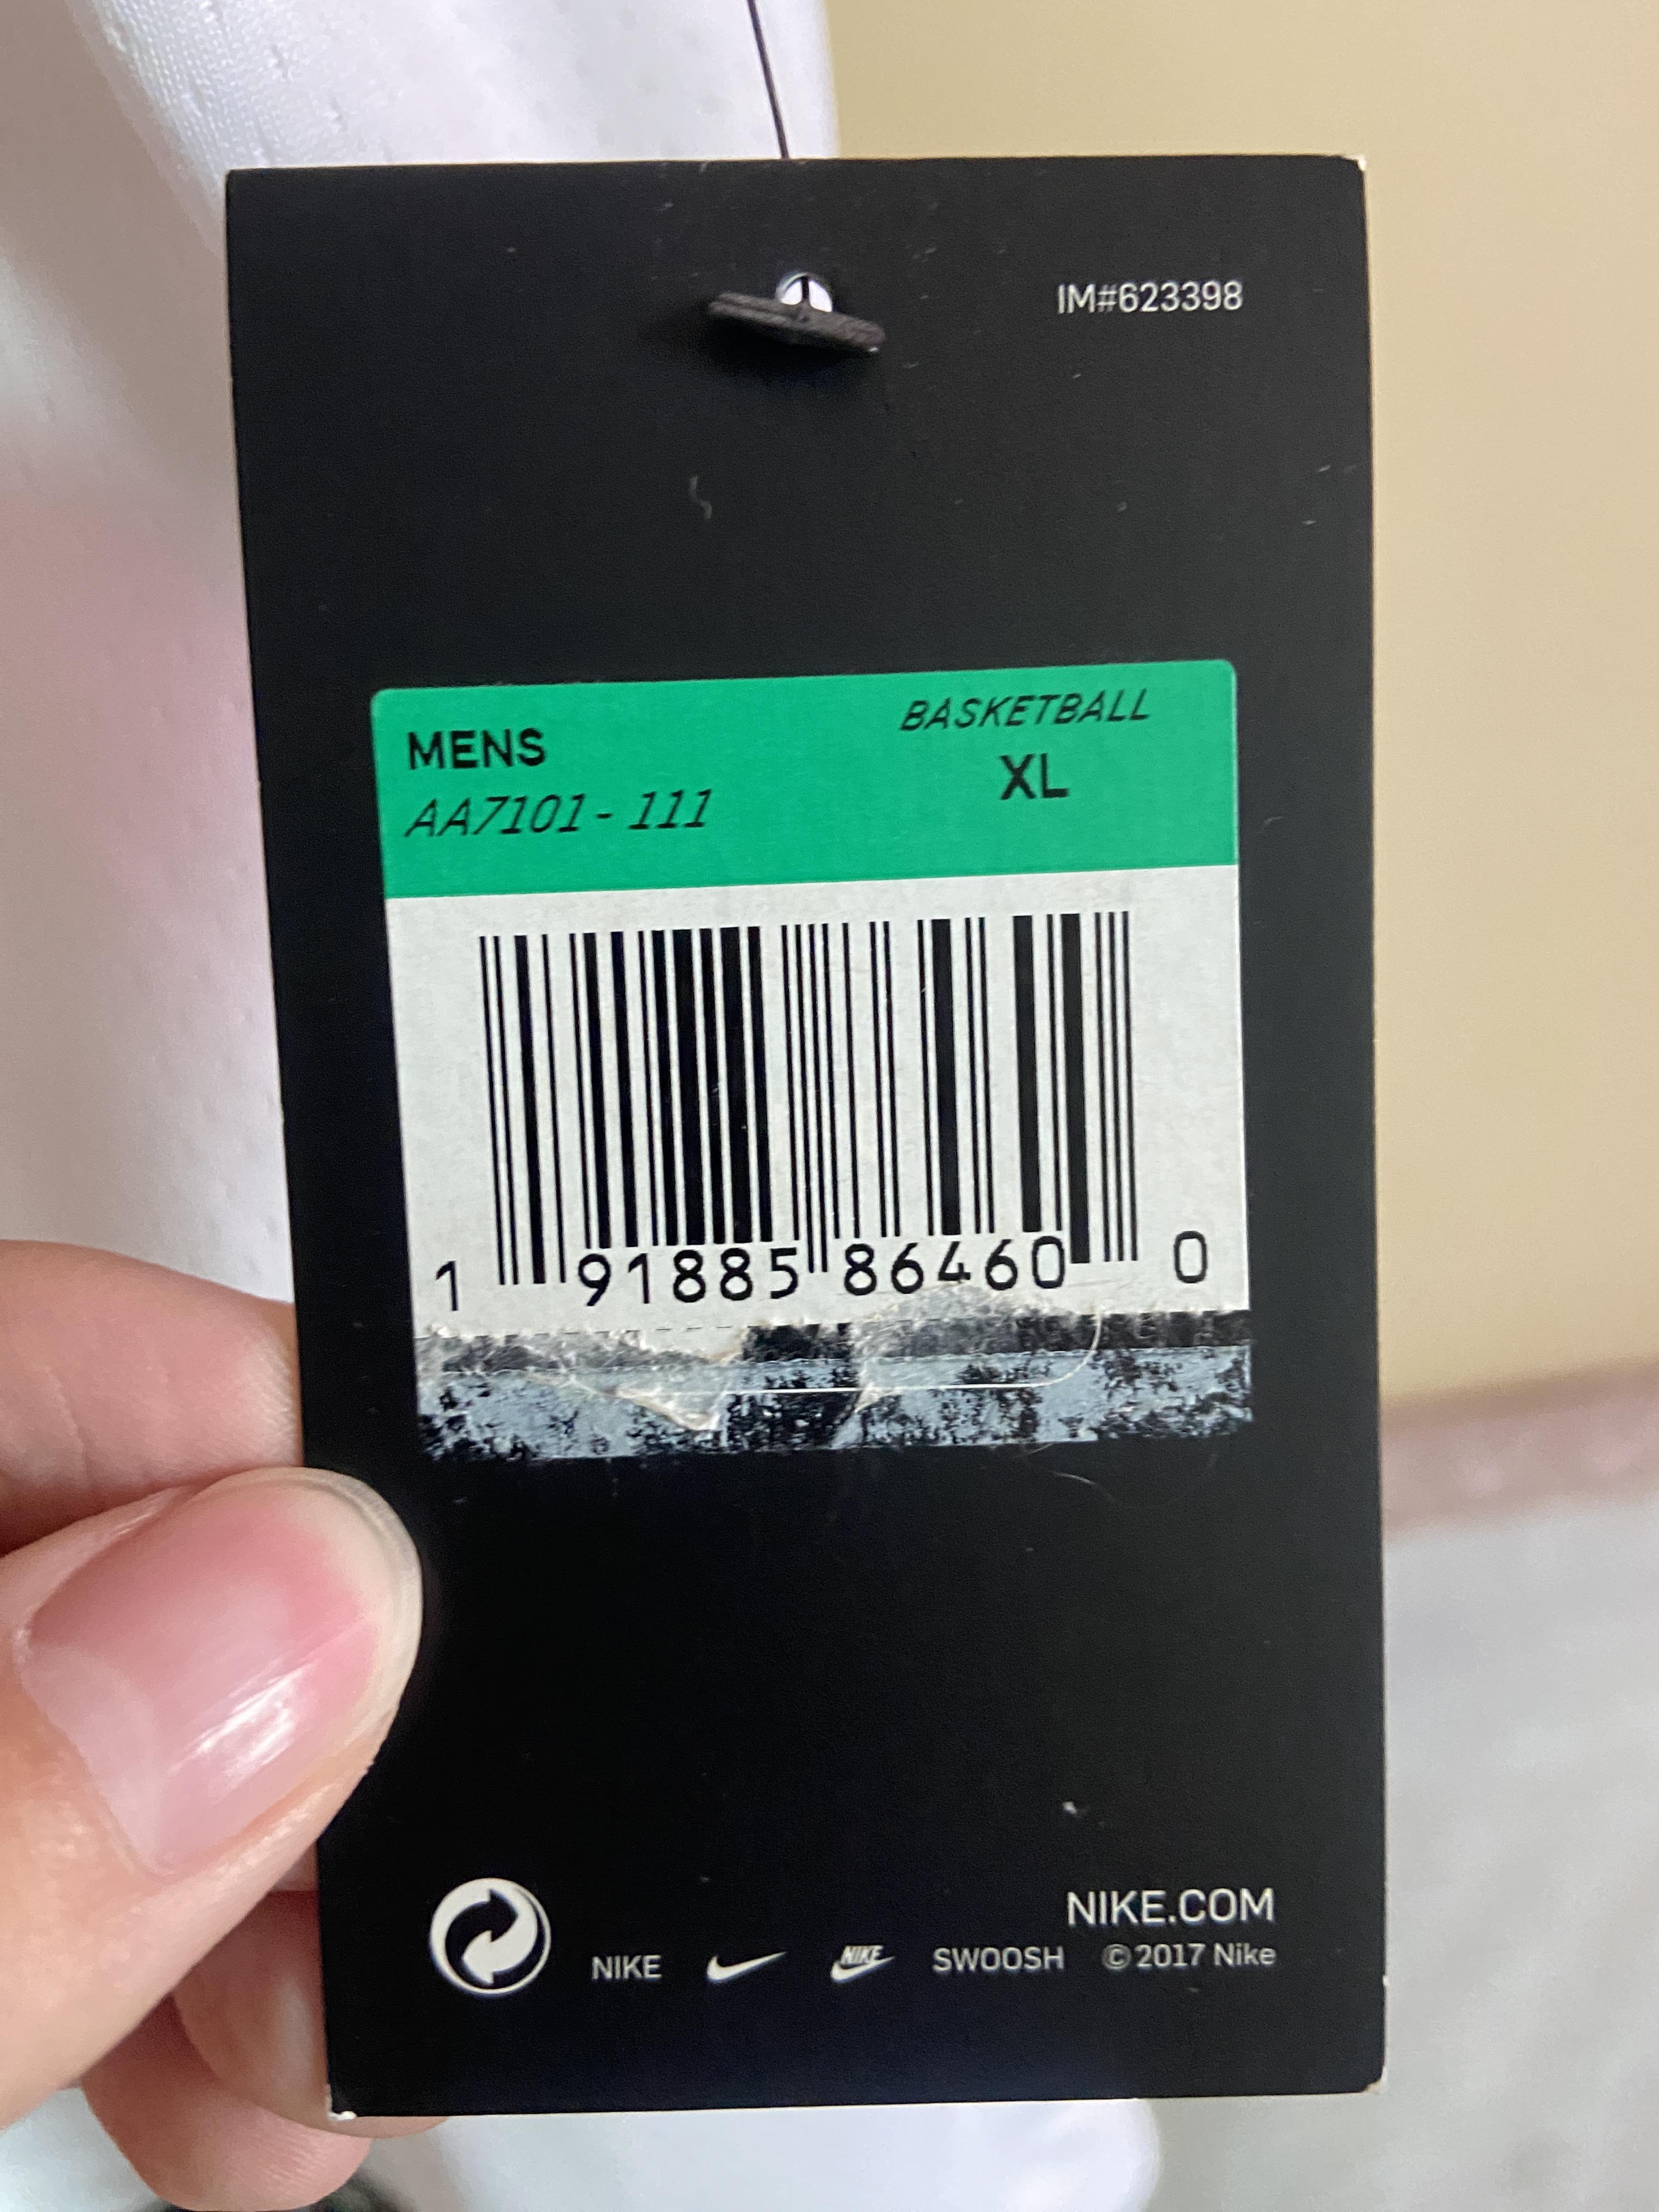 IM#623398
MENS
BASKETBALL
AA7101- 111
XL
1 91885 86460 0
NIKE.COM
NIKE NIKE SWOOSH ©2017 Nike